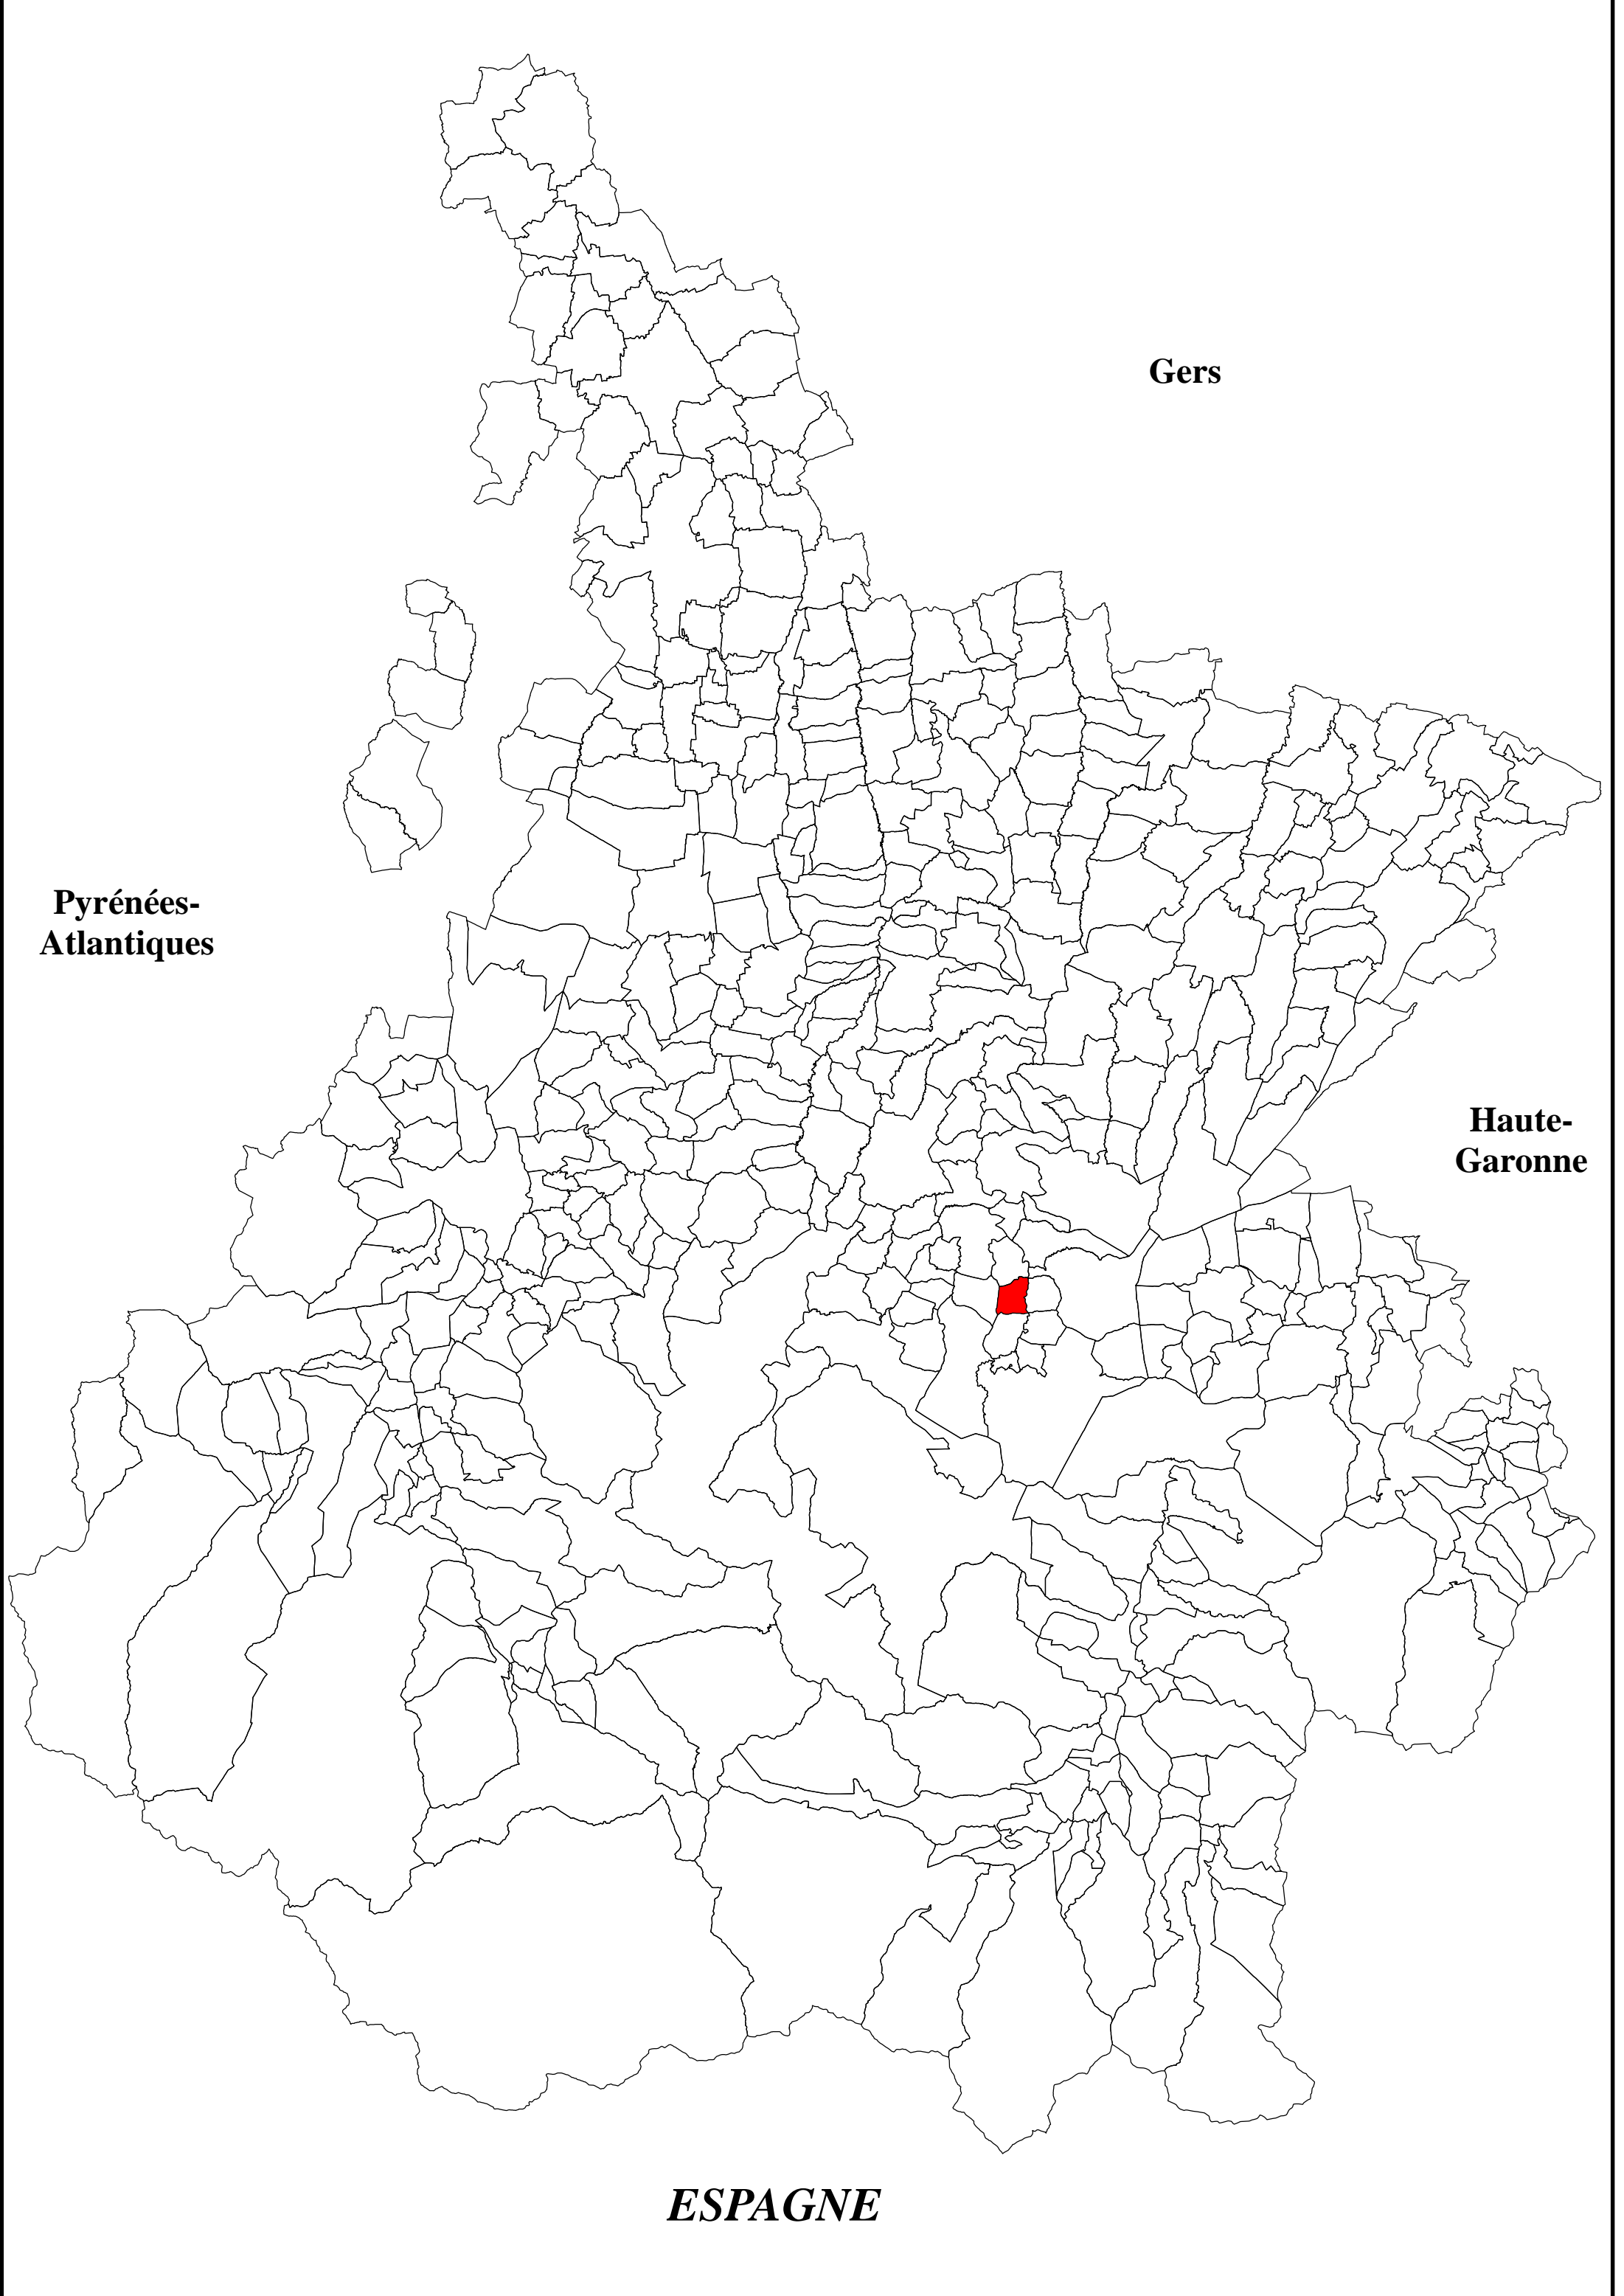 Gers
Pyrénées-
Atlantiques
Haute-
Garonne
ESPAGNE